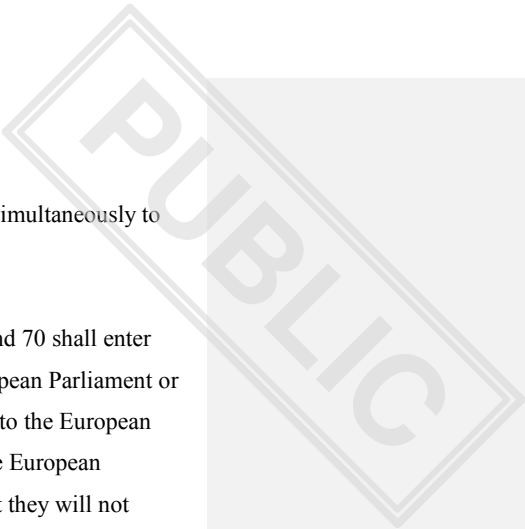 imultaneously to
nd 70 shall enter
pean Parliament or
to the European
e European
they will not
PUBLIC